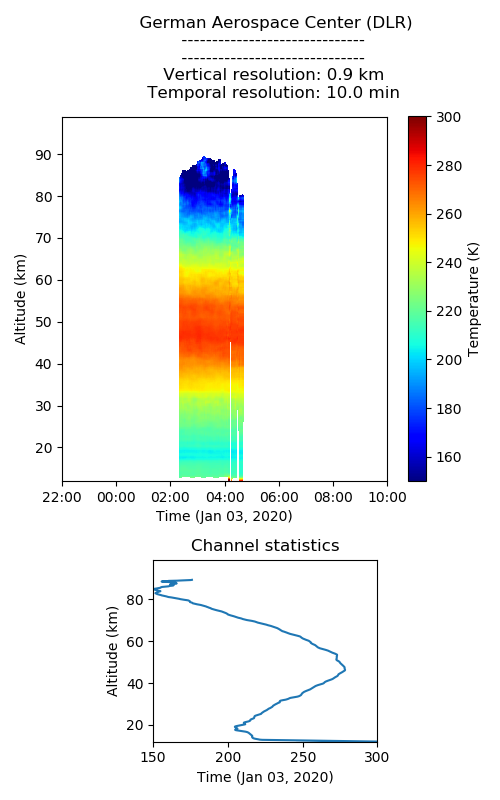 German Aerospace Center (DLR)
----------------------------
----------------------------
Vertical resolution: 0.9 km
Temporal resolution: 10.0 min
90
80
70
60
50
40
30
20
Altitude (km)
22:00 00:00 02:00 04:00 06:00 08:00 10:00
Time (Jan 03, 2020)
300
280
260
240
220
200
180
160
Temperature (K)
Channel statistics
80
60
40
20
Altitude (km)
150 200 250 300
Time (Jan 03, 2020)